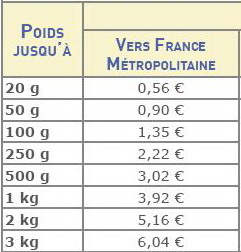 POIDS
JUSQU'À
VERS FRANCE
MÉTROPOLITAINE
20 g 0,56 €
50 g 0,90 €
100 g 1,35 €
250 g 2,22 €
500 g 3,02 €
1 kg 3,92 €
2 kg 5,16 €
3 kg 6,04 €